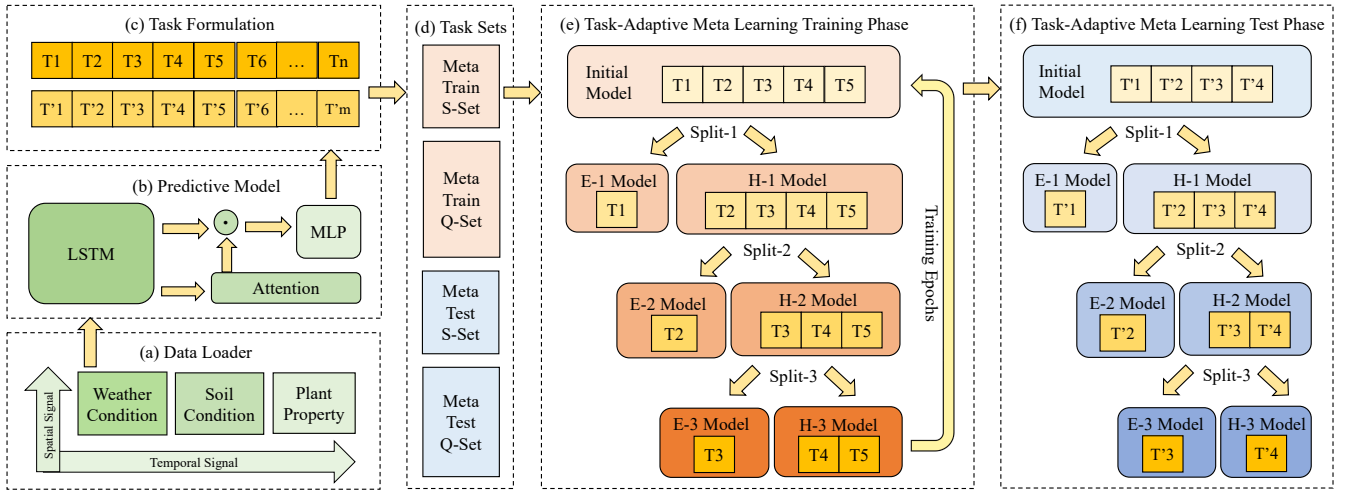 (c) Task Formulation
T1 T2 T3 T4 T5 T6 … Tn
T'1 T'2 T'3 T'4 T'5 T'6 … T'm
(b) Predictive Model
LSTM
MLP
Attention
(a) Data Loader
Weather
Condition
Soil
Condition
Plant
Property
Spatial Signal
Temporal Signal
(d) Task Sets
Meta
Train
S-Set
Meta
Train
Q-Set
Meta
Test
S-Set
Meta
Test
Q-Set
(e) Task-Adaptive Meta Learning Training Phase
Initial
Model
T1 T2 T3 T4 T5
Split-1
E-1 Model
T1
H-1 Model
T2 T3 T4 T5
Split-2
E-2 Model
T2
H-2 Model
T3 T4 T5
Split-3
E-3 Model
T3
H-3 Model
T4 T5
Training Epochs
(f) Task-Adaptive Meta Learning Test Phase
Initial
Model
T'1 T'2 T'3 T'4
Split-1
E-1 Model
T'1
H-1 Model
T'2 T'3 T'4
Split-2
E-2 Model
T'2
H-2 Model
T'3 T'4
Split-3
E-3 Model
T'3
H-3 Model
T'4